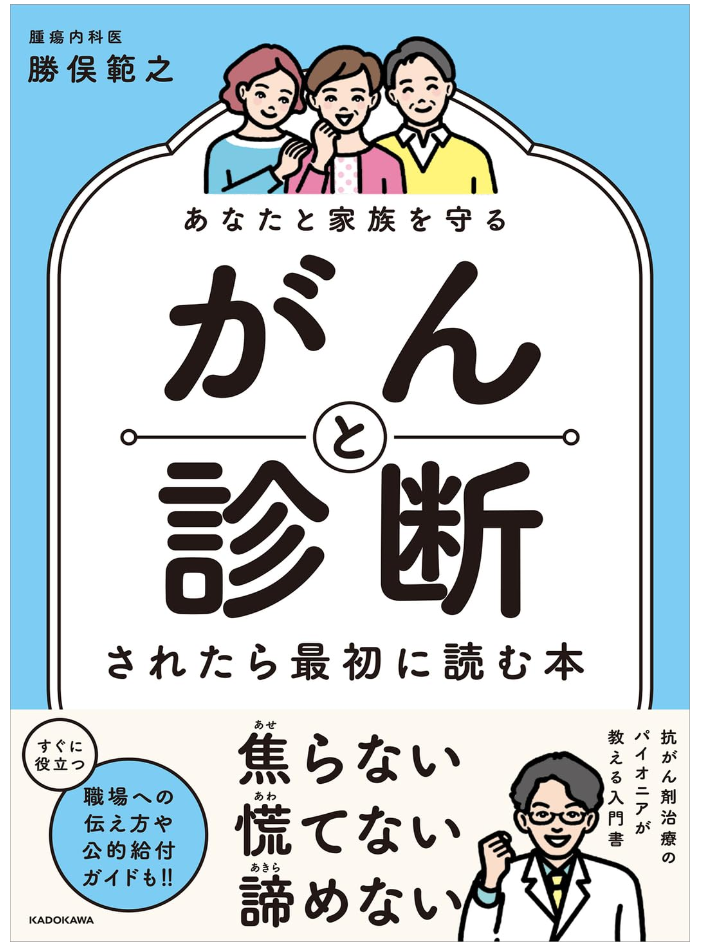 腫瘍内科医
勝俣範之
あなたと家族を守る
がん
と
診断
されたら最初に読む本
すぐに
役立つ
職場への
伝え方や
公的給付
ガイドも!!
あせ
焦らない
あわ
慌てない
あきら
諦めない
抗がん剤治療の
パイオニアが
教える入門書
KADOKAWA